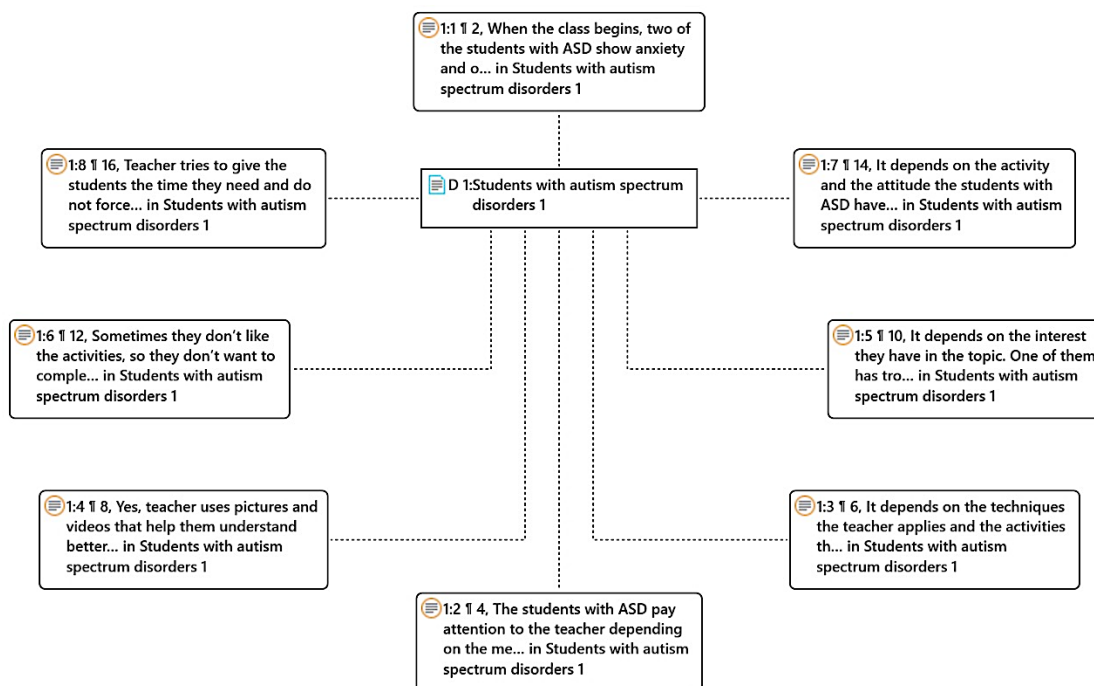 1:1 ¶ 2, When the class begins, two of
the students with ASD show anxiety
and o... in Students with autism
spectrum disorders 1
1:8 ¶ 16, Teacher tries to give the
students the time they need and do
not force... in Students with autism
spectrum disorders 1
D 1:Students with autism spectrum
disorders 1
1:7 ¶ 14, It depends on the activity
and the attitude the students with
ASD have... in Students with autism
spectrum disorders 1
1:6 ¶ 12, Sometimes they don’t like
the activities, so they don’t want to
comple... in Students with autism
spectrum disorders 1
1:5 ¶ 10, It depends on the interest
they have in the topic. One of them
has tro... in Students with autism
spectrum disorders 1
1:4 ¶ 8, Yes, teacher uses pictures and
videos that help them understand
better... in Students with autism
spectrum disorders 1
1:3 ¶ 6, It depends on the techniques
the teacher applies and the activities
th... in Students with autism
spectrum disorders 1
1:2 ¶ 4, The students with ASD pay
attention to the teacher depending
on the me... in Students with autism
spectrum disorders 1